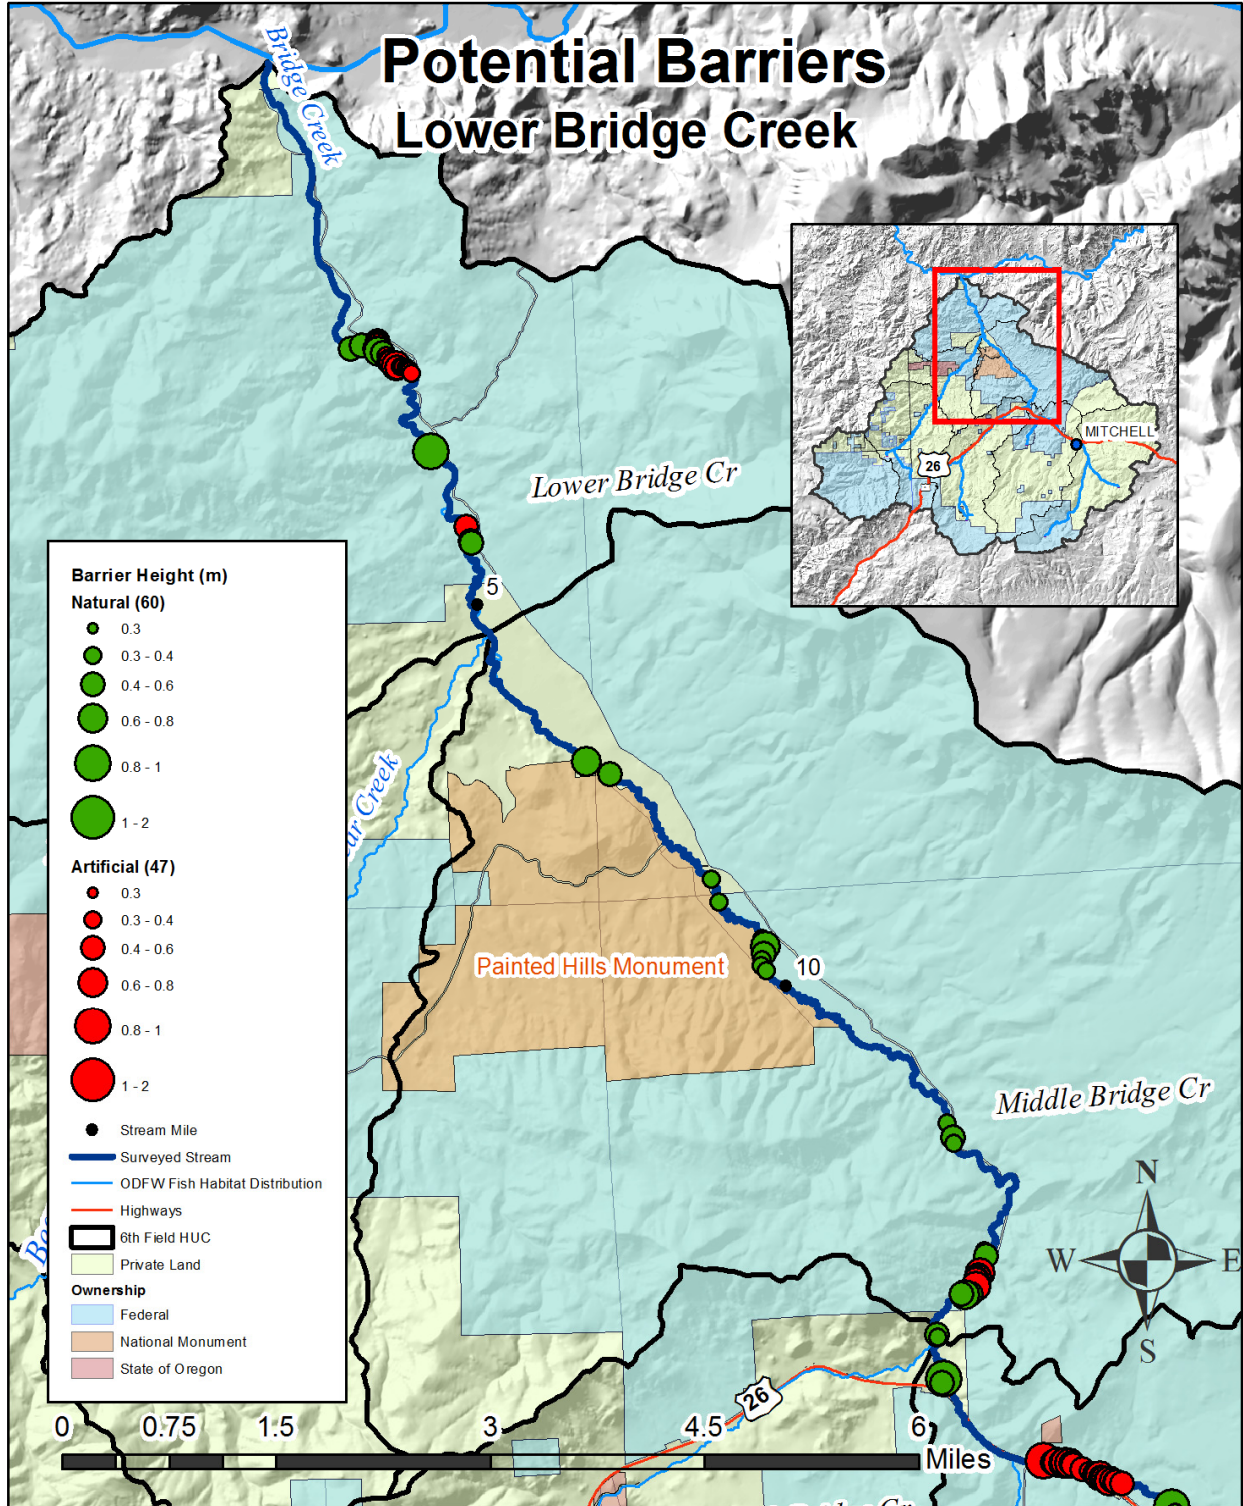 Potential Barriers
Lower Bridge Creek
Bridge Creek
MITCHELL
26
Lower Bridge Cr
5
Barrier Height (m)
Natural (60)
0.3
0.3 - 0.4
0.4 - 0.6
0.6 - 0.8
0.8 - 1
1 - 2
Artificial (47)
0.3
0.3 - 0.4
0.4 - 0.6
0.6 - 0.8
0.8 - 1
1 - 2
Stream Mile
Surveyed Stream
ODFW Fish Habitat Distribution
Highways
6th Field HUC
Private Land
Ownership
Federal
National Monument
State of Oregon
Creek
Painted Hills Monument
10
Middle Bridge Cr
N
W E
S
26
0 0.75 1.5 3 4.5 6
Miles
Cr